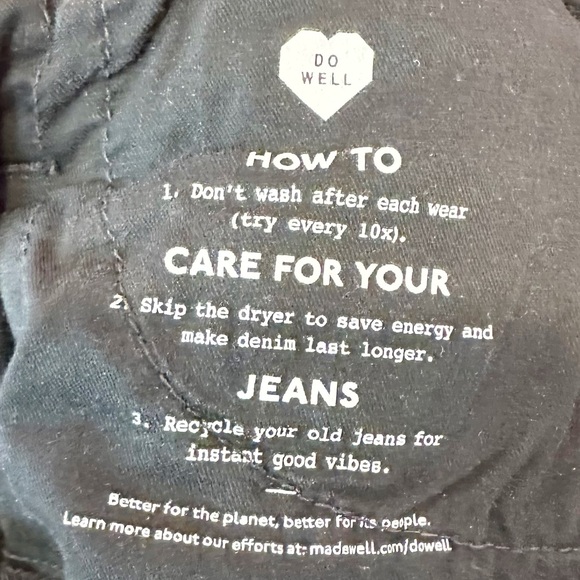 DO
WELL
HOW TO
1. Don't wash after each wear
(try every 10x).
CARE FOR YOUR
2. Skip the dryer to save energy and
make denim last longer.
JEANS
3. Recycle your old jeans for
instant good vibes.
—
Better for the planet, better for its people.
Learn more about our efforts at: madewell.com/dowell